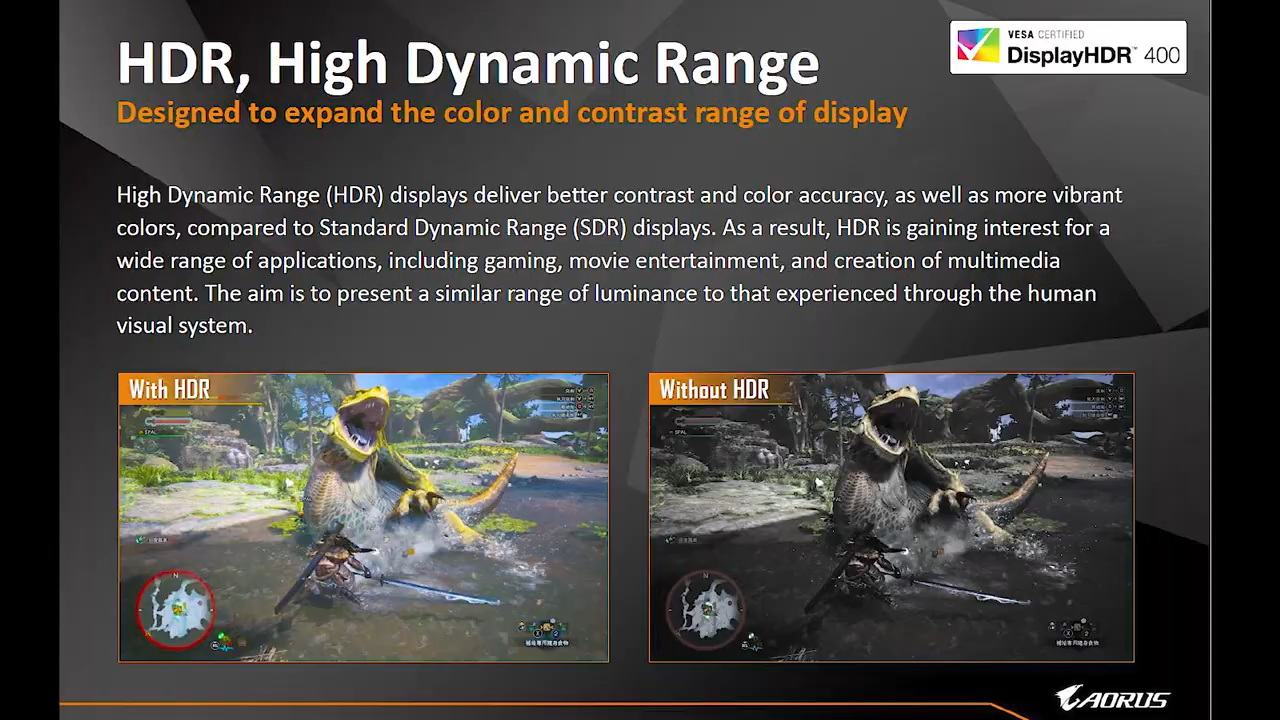 HDR, High Dynamic Range
VESA CERTIFIED
DisplayHDR™ 400
Designed to expand the color and contrast range of display
High Dynamic Range (HDR) displays deliver better contrast and color accuracy, as well as more vibrant
colors, compared to Standard Dynamic Range (SDR) displays. As a result, HDR is gaining interest for a
wide range of applications, including gaming, movie entertainment, and creation of multimedia
content. The aim is to present a similar range of luminance to that experienced through the human
visual system.
With HDR
Without HDR
N
N
AORUS